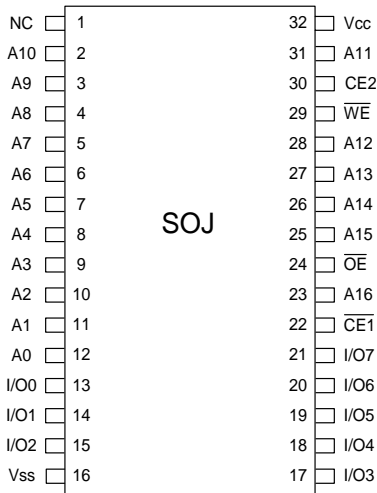 NC 1 32 Vcc
A10 2 31 A11
A9 3 30 CE2
A8 4 29 WE
A7 5 28 A12
A6 6 27 A13
A5 7 26 A14
SOJ
A4 8 25 A15
A3 9 24 OE
A2 10 23 A16
A1 11 22 CE1
A0 12 21 I/O7
I/O0 13 20 I/O6
I/O1 14 19 I/O5
I/O2 15 18 I/O4
Vss 16 17 I/O3